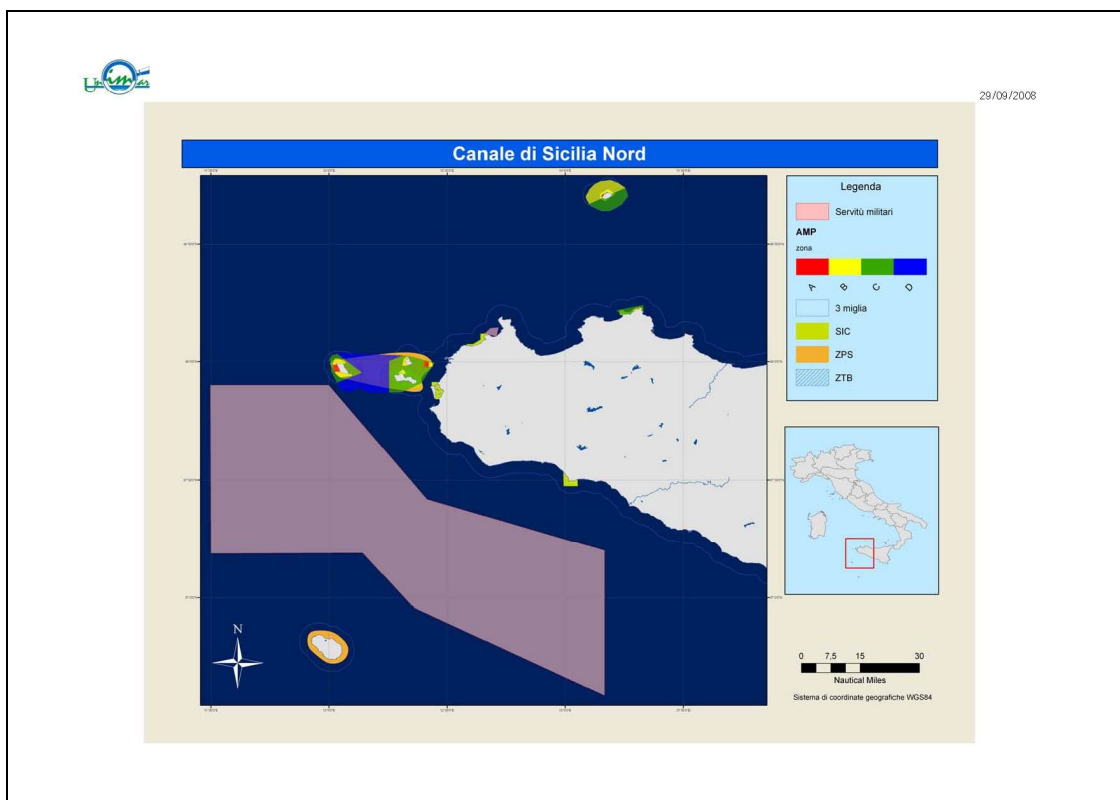 Unimar
29/09/2008
Canale di Sicilia Nord
Legenda
Servitù militari
AMP
zona
A B C D
3 miglia
SIC
ZPS
ZTB
N
0 7,5 15 30
Nautical Miles
Sistema di coordinate geografiche WGS84